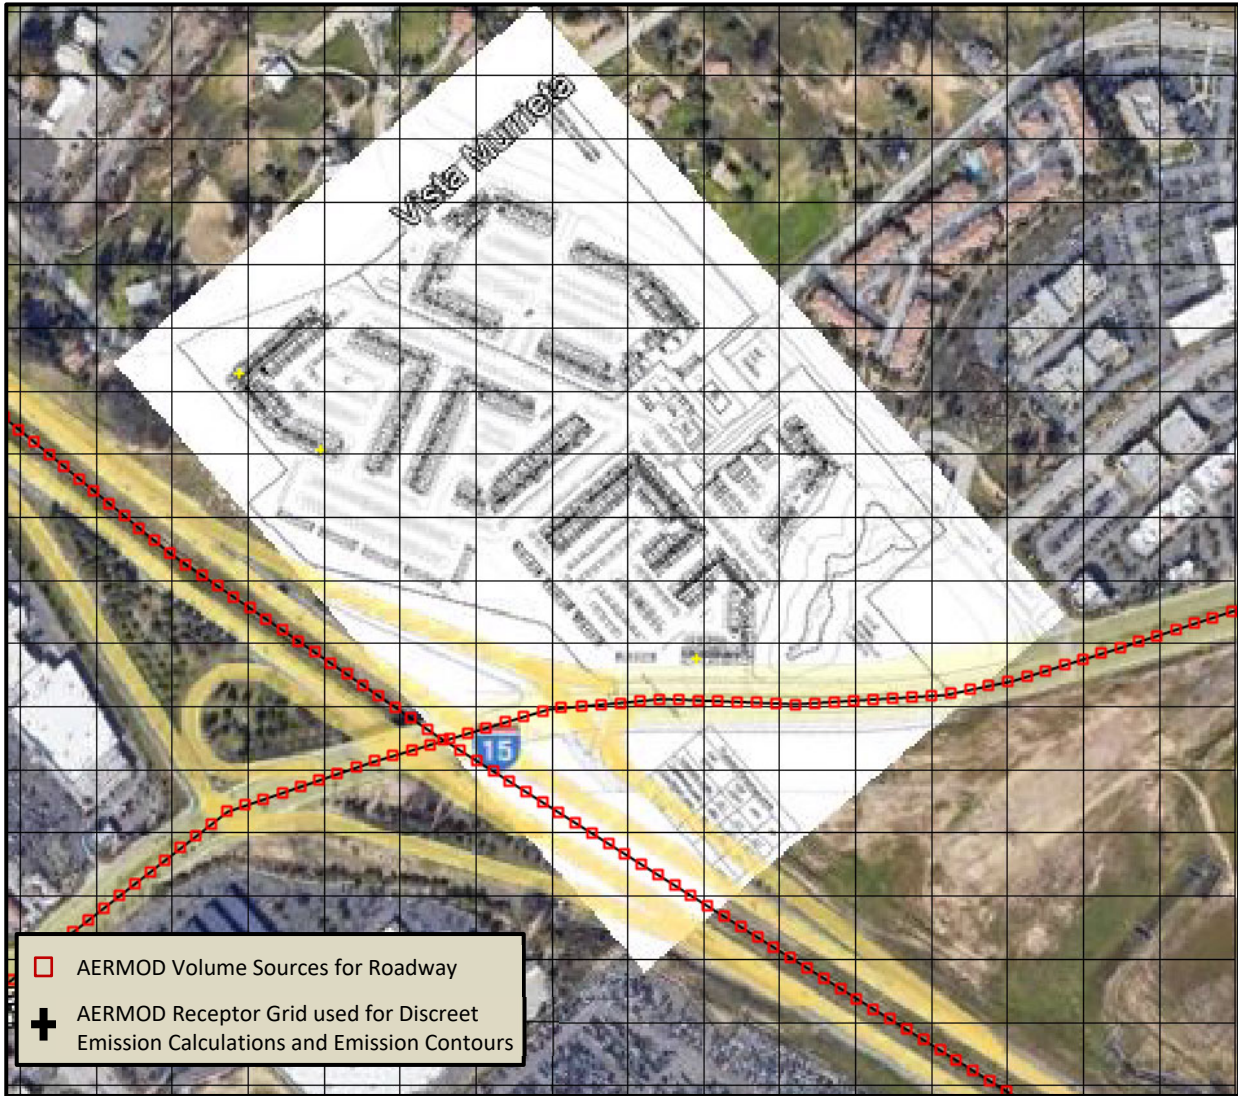 Vista Murrieta
15
AERMOD Volume Sources for Roadway
AERMOD Receptor Grid used for Discreet
Emission Calculations and Emission Contours